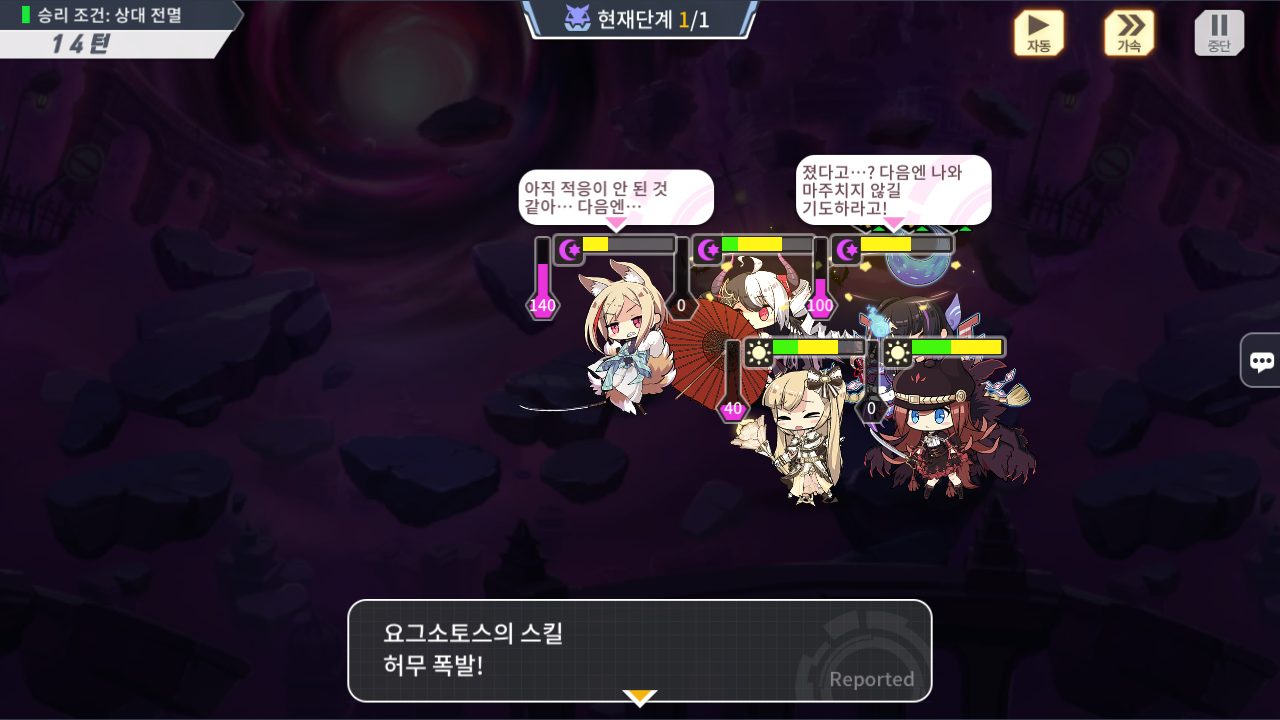 승리 조건: 상대 전멸
14턴
현재단계 1/1
자동
가속
중단
아직 적응이 안 된 것
같아… 다음엔…
졌다고…? 다음엔 나와
마주치지 않길
기도하라고!
140
0
100
40
0
요그소토스의 스킬
허무 폭발!
Reported